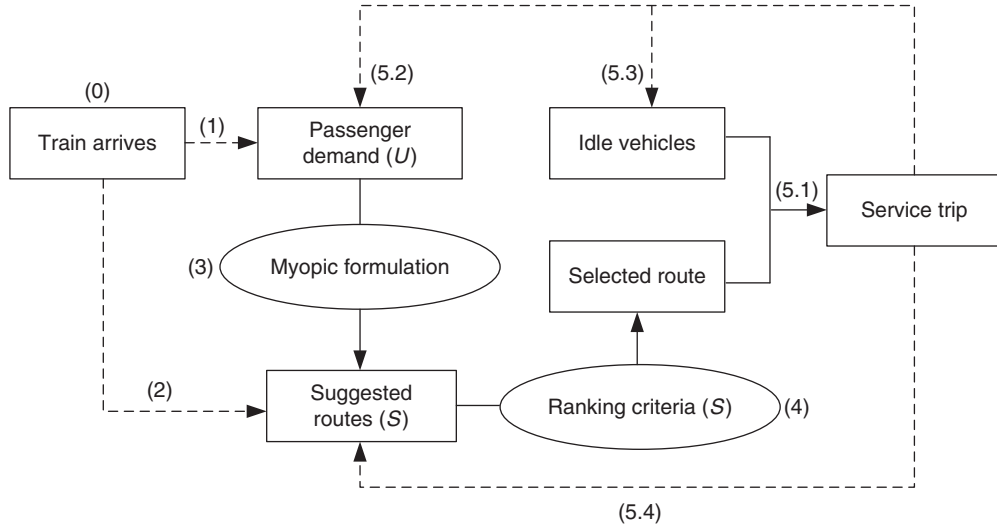 (0)
Train arrives
(1)
(5.2)
Passenger
demand (U)
(5.3)
Idle vehicles
(5.1)
Service trip
(3)
Myopic formulation
Selected route
(2)
Suggested
routes (S)
Ranking criteria (S)
(4)
(5.4)